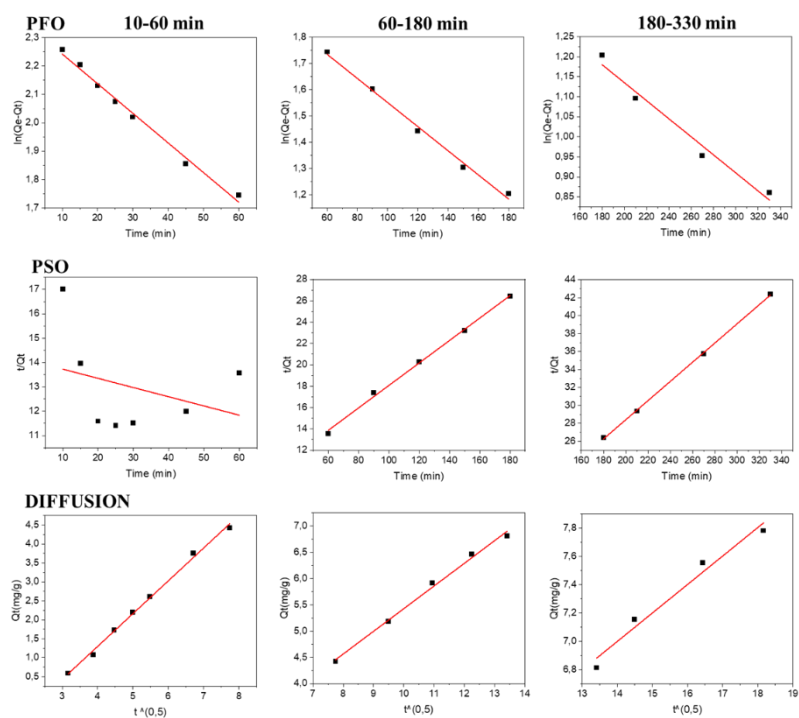 PFO 10-60 min 60-180 min 180-330 min
2,3
2,2
2,1
2,0
1,9
1,8
1,7
ln(Qe-Qt)
10 20 30 40 50 60
Time (min)
1,8
1,7
1,6
1,5
1,4
1,3
1,2
ln(Qe-Qt)
60 80 100 120 140 160 180
Time (min)
1,25
1,20
1,15
1,10
1,05
1,00
0,95
0,90
0,85
ln(Qe-Qt)
180 200 220 240 260 280 300 320 340
Time (min)
PSO
17
16
15
14
13
12
11
t/Qt
10 20 30 40 50 60
Time (min)
28
26
24
22
20
18
16
14
12
t/Qt
60 80 100 120 140 160 180
Time (min)
44
42
40
38
36
34
32
30
28
26
t/Qt
180 200 220 240 260 280 300 320 340
Time (min)
DIFFUSION
4,5
4,0
3,5
3,0
2,5
2,0
1,5
1,0
0,5
Qt(mg/g)
3 4 5 6 7 8
t^(0,5)
7,0
6,5
6,0
5,5
5,0
4,5
4,0
Qt(mg/g)
7 8 9 10 11 12 13 14
t^(0,5)
7,8
7,6
7,4
7,2
7,0
6,8
Qt(mg/g)
13 14 15 16 17 18 19
t^(0,5)